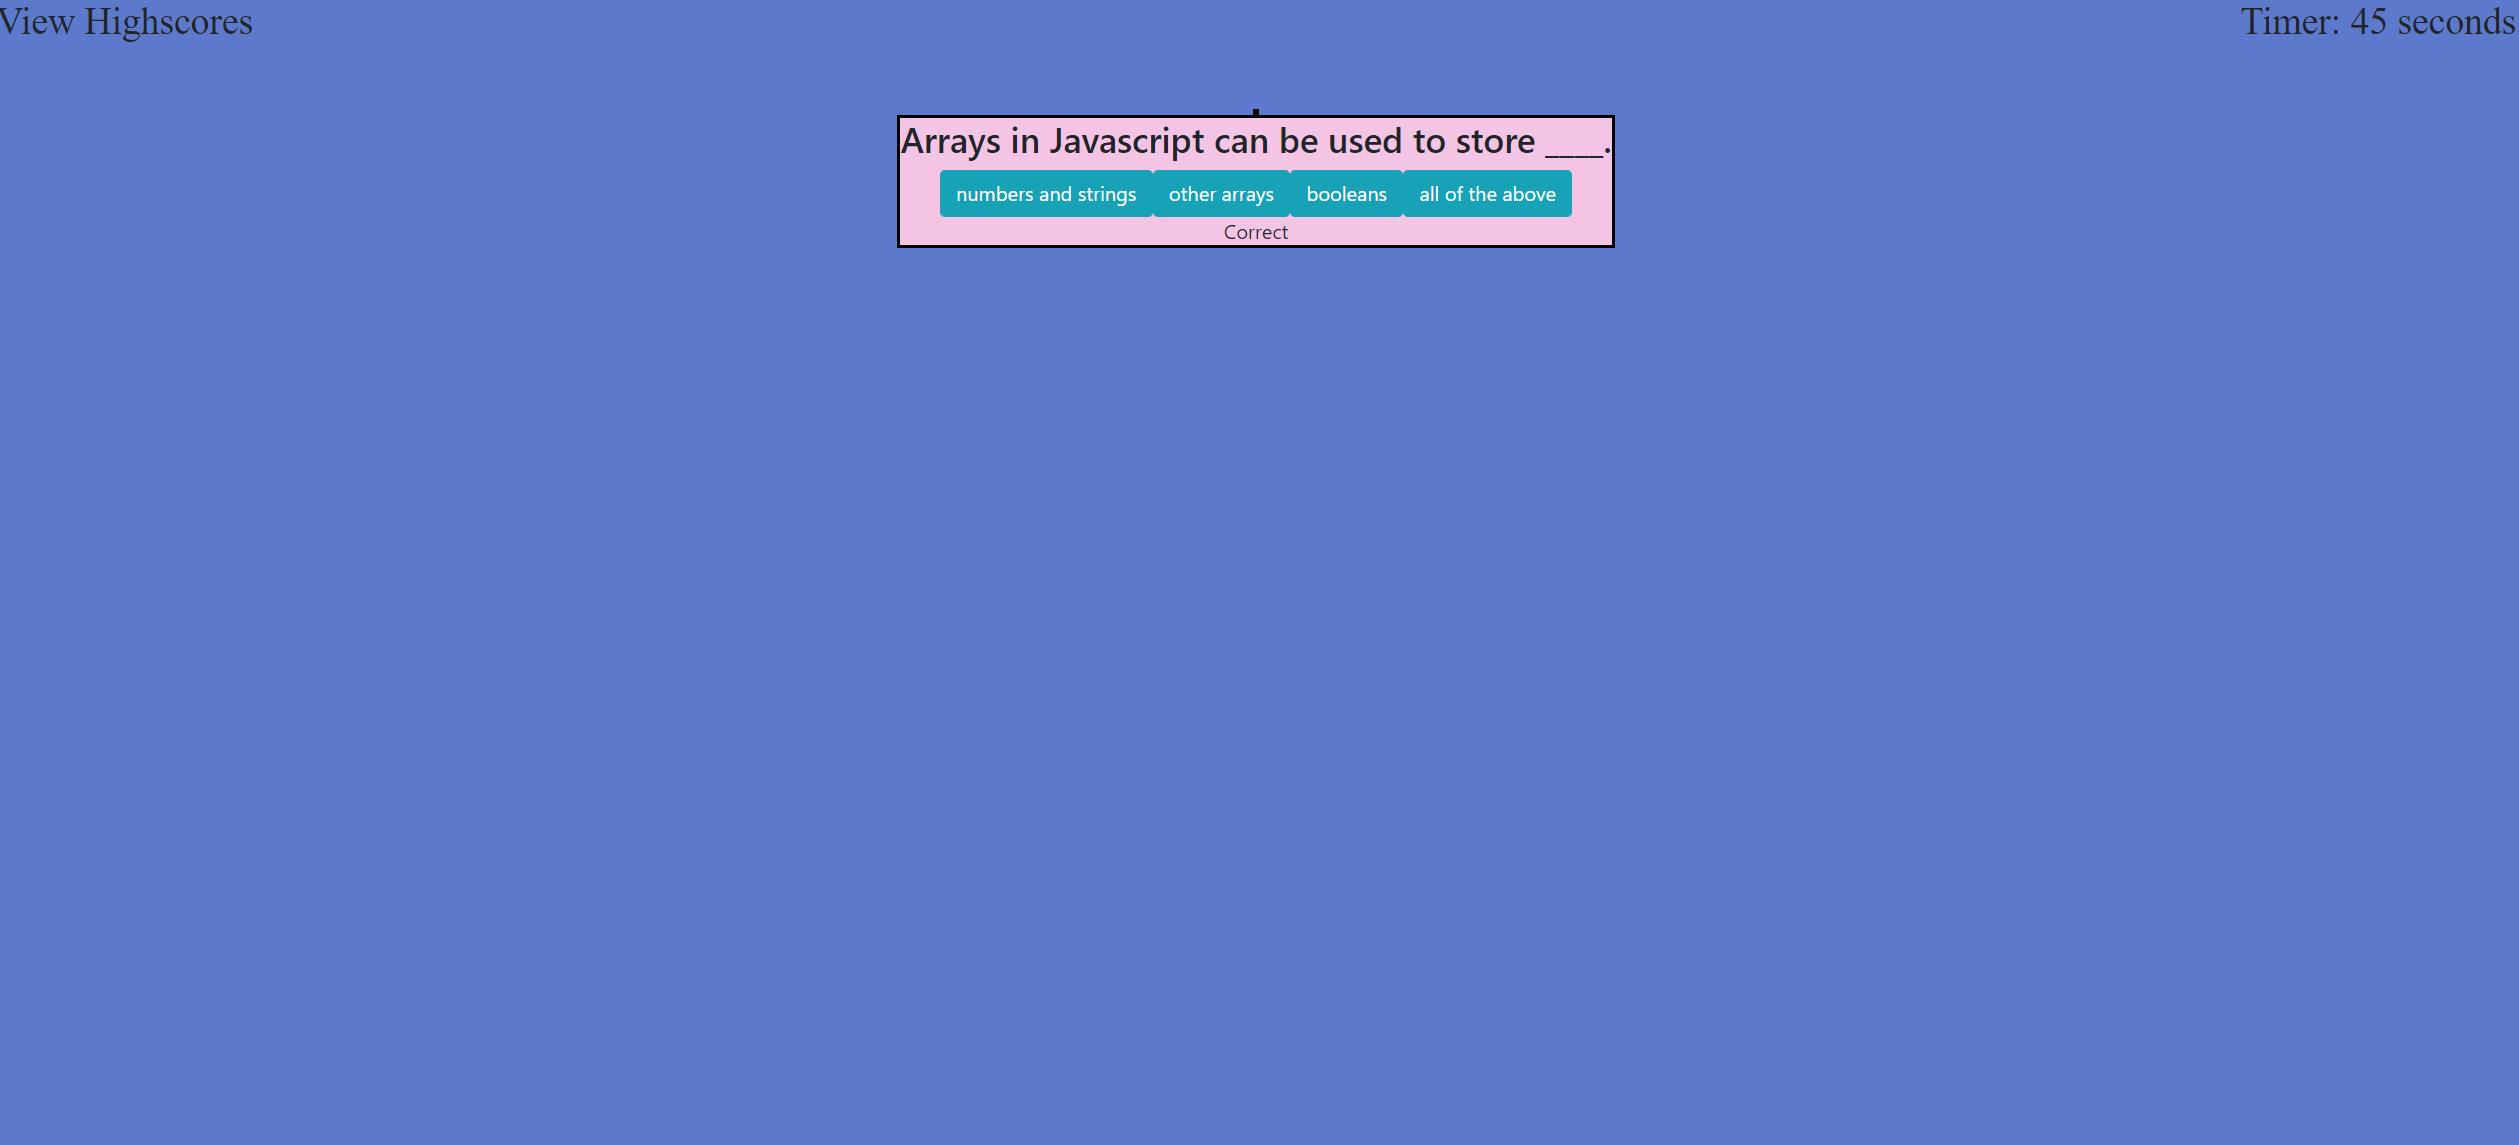 View Highscores
Timer: 45 seconds
Arrays in Javascript can be used to store ____.
numbers and strings other arrays booleans all of the above
Correct